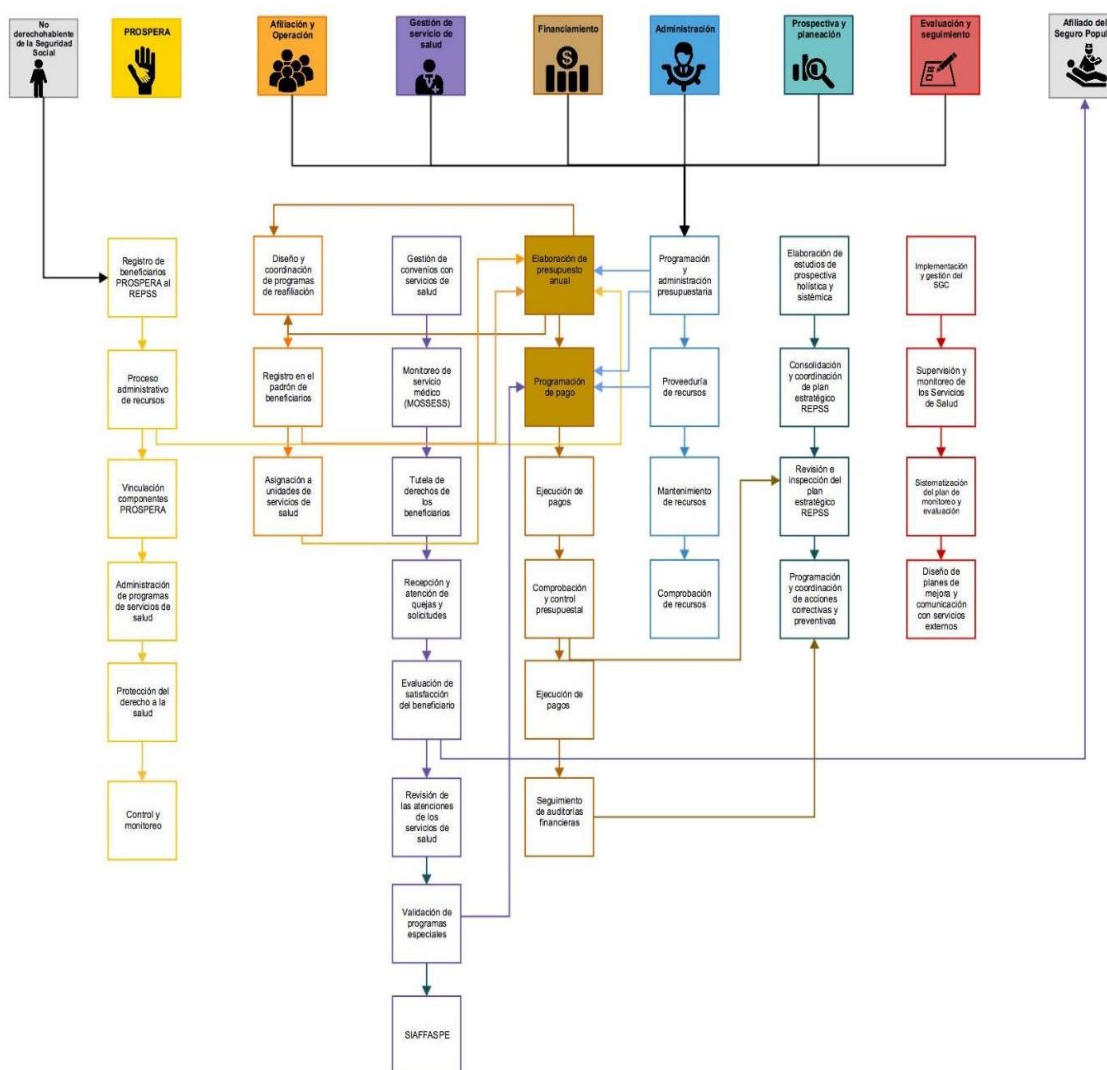 No
derechohabiente
de la Seguridad
Social
PROSPERA
Afiliación y
Operación
Gestión de
servicio de
salud
Financiamiento
Administración
Prospectiva y
planeación
Evaluación y
seguimiento
Afiliado del
Seguro Popul
Registro de
beneficiarios
PROSPERA al
REPSS
Proceso
administrativo
de recursos
Vinculación
componentes
PROSPERA
Administración
de programas
de servicios de
salud
Protección del
derecho a la
salud
Control y
monitoreo
Diseño y
coordinación
de programas
de reafiliación
Registro en el
padrón de
beneficiarios
Asignación a
unidades de
servicios de
salud
Gestión de
convenios con
servicios de
salud
Monitoreo de
servicio
médico
(MOSSESS)
Tutela de
derechos de
los
beneficiarios
Recepción y
atención de
quejas y
solicitudes
Evaluación de
satisfacción
del beneficiario
Revisión de
las atenciones
de los
servicios de
salud
Validación de
programas
especiales
SIAFFASPE
Elaboración de
presupuesto
anual
Programación
de pago
Ejecución de
pagos
Comprobación
y control
presupuestal
Ejecución de
pagos
Seguimiento
de auditorías
financieras
Programación
y
administración
presupuestaria
Proveeduría
de recursos
Mantenimiento
de recursos
Comprobación
de recursos
Elaboración
de estudios de
prospectiva
holística y
sistémica
Consolidación
y coordinación
de plan
estratégico
REPSS
Revisión e
inspección del
plan
estratégico
REPSS
Programación
y coordinación
de acciones
correctivas y
preventivas
Implementación
y gestión del
SGC
Supervisión y
monitoreo de
los Servicios
de Salud
Sistematización
del plan de
monitoreo y
evaluación
Diseño de
planes de
mejora y
comunicación
con servicios
externos